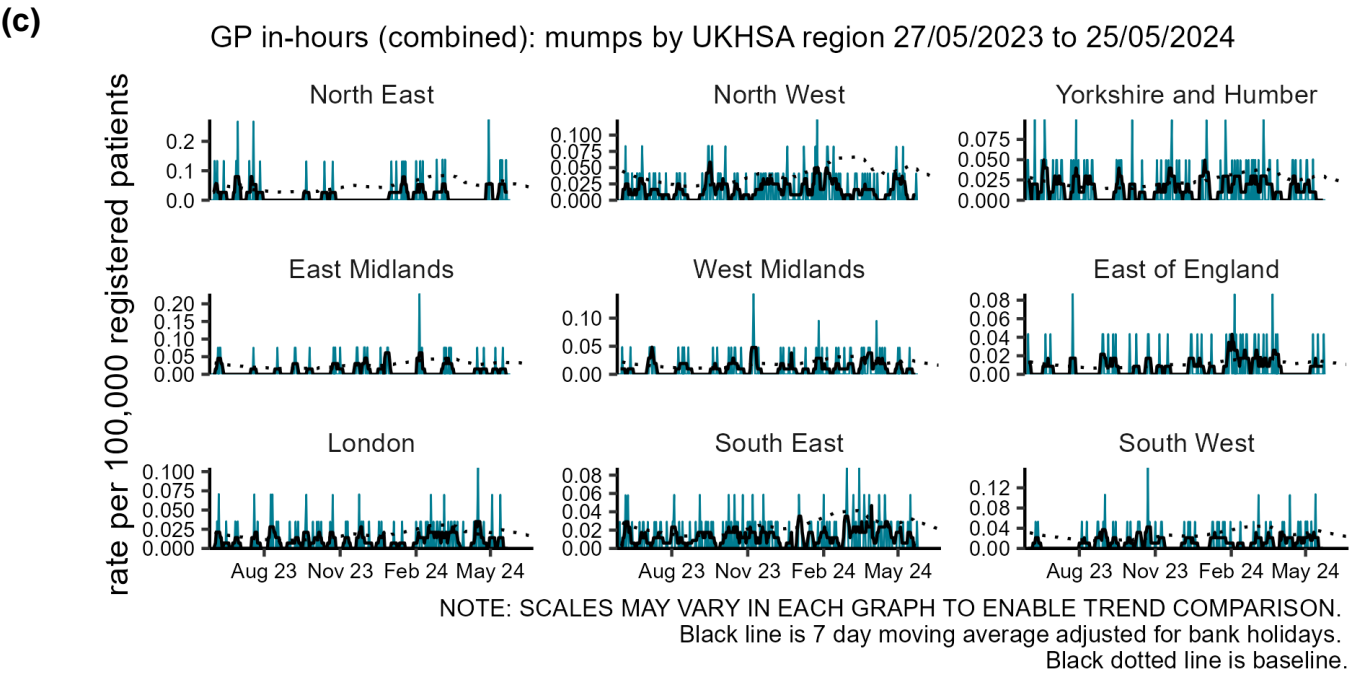 (c)
GP in-hours (combined): mumps by UKHSA region 27/05/2023 to 25/05/2024
rate per 100,000 registered patients
North East
0.2
0.1
0.0
North West
0.100
0.075
0.050
0.025
0.000
Yorkshire and Humber
0.075
0.050
0.025
0.000
East Midlands
0.20
0.15
0.10
0.05
0.00
West Midlands
0.10
0.05
0.00
East of England
0.08
0.06
0.04
0.02
0.00
London
0.100
0.075
0.050
0.025
0.000
Aug 23 Nov 23 Feb 24 May 24
South East
0.08
0.06
0.04
0.02
0.00
Aug 23 Nov 23 Feb 24 May 24
South West
0.12
0.08
0.04
0.00
Aug 23 Nov 23 Feb 24 May 24
NOTE: SCALES MAY VARY IN EACH GRAPH TO ENABLE TREND COMPARISON.
Black line is 7 day moving average adjusted for bank holidays.
Black dotted line is baseline.